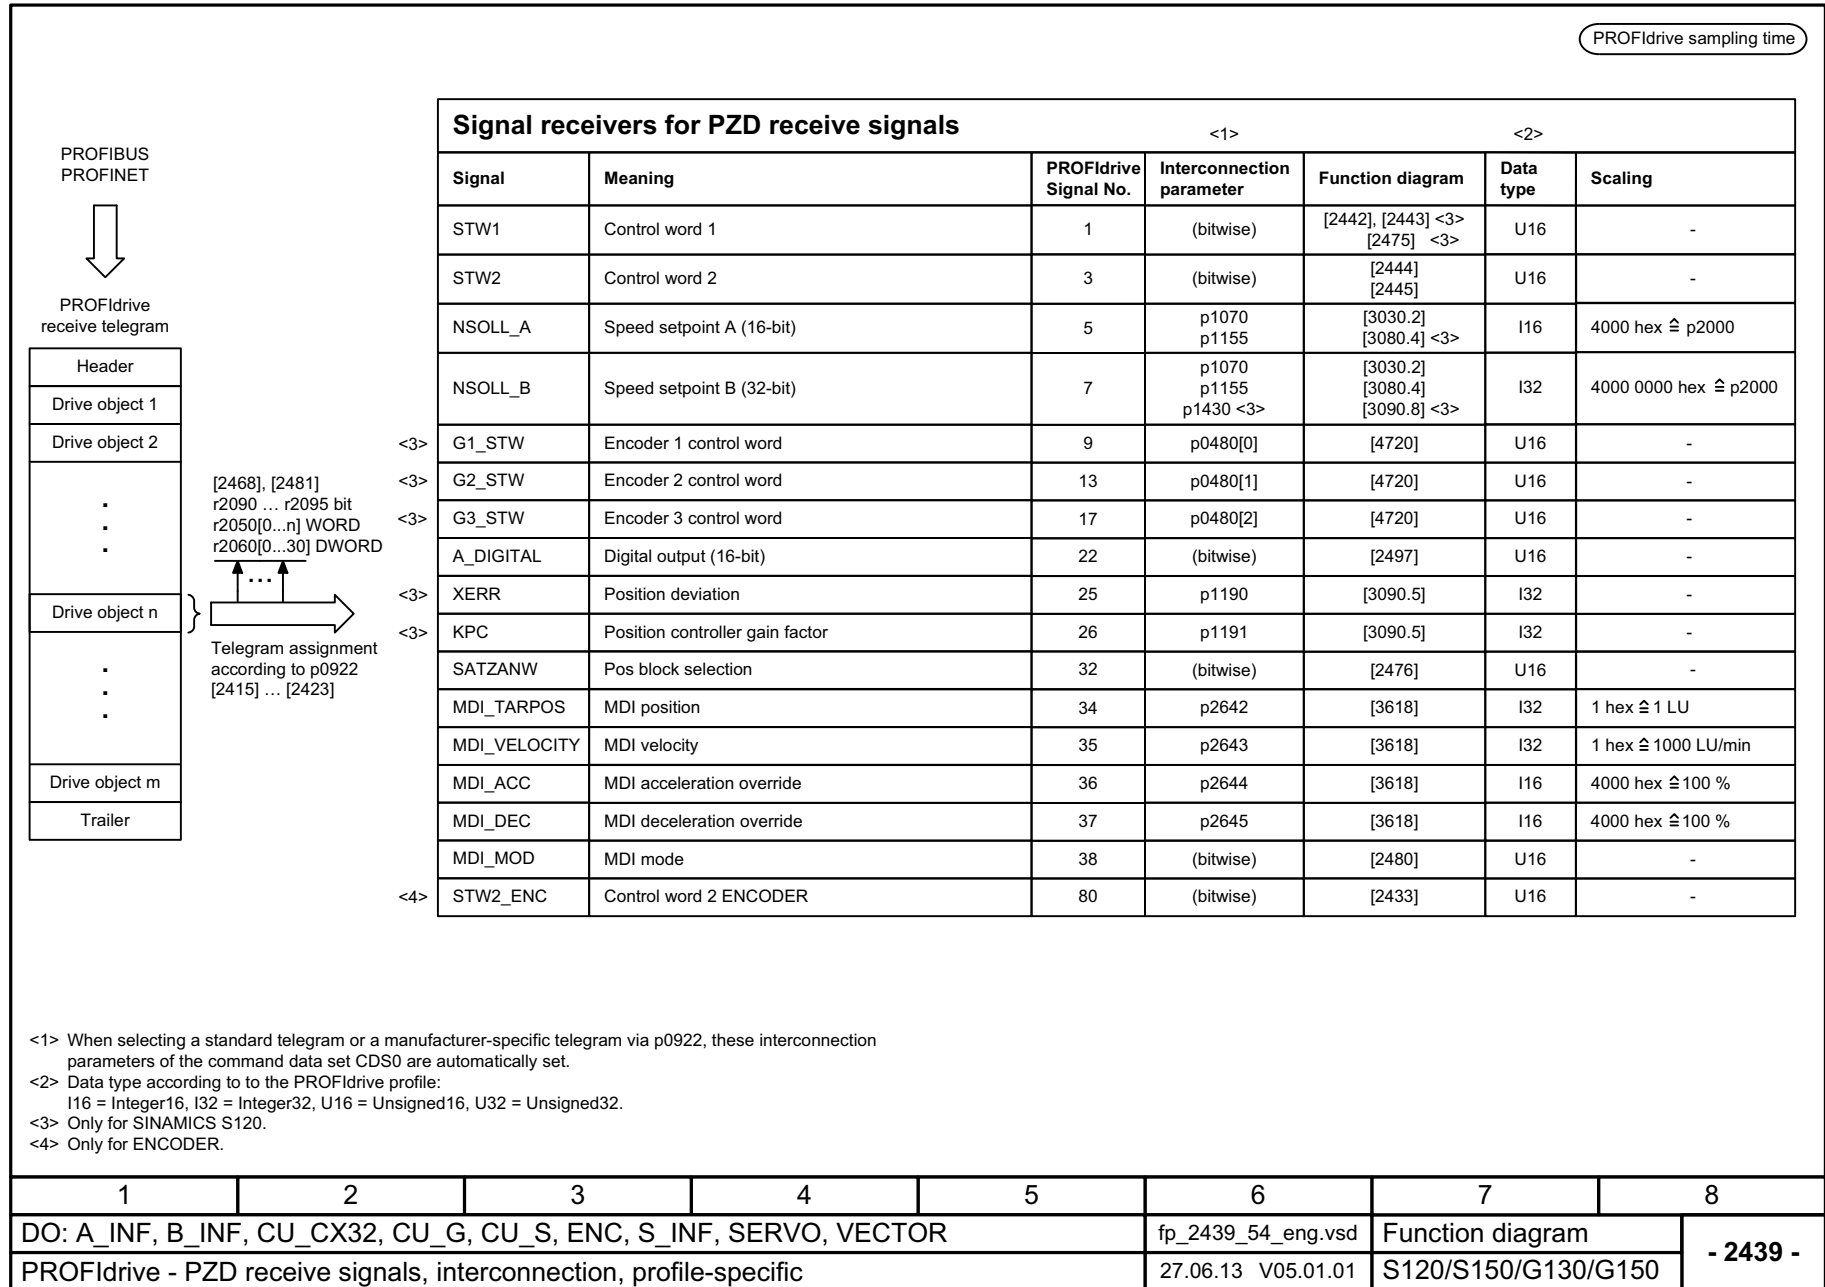 PROFIdrive sampling time
PROFIBUS
PROFINET
PROFIdrive
receive telegram
Header
Drive object 1
Drive object 2
.
.
.
Drive object n
.
.
.
Drive object m
Trailer
[2468], [2481]
r2090 … r2095 bit
r2050[0...n] WORD
r2060[0...30] DWORD
...
Telegram assignment
according to p0922
[2415] … [2423]
Signal receivers for PZD receive signals <1> <2>
Signal Meaning PROFIdrive Signal No. Interconnection parameter Function diagram Data type Scaling
STW1 Control word 1 1 (bitwise) [2442], [2443] <3> [2475] <3> U16 -
STW2 Control word 2 3 (bitwise) [2444] [2445] U16 -
NSOLL_A Speed setpoint A (16-bit) 5 p1070 p1155 [3030.2] [3080.4] <3> I16 4000 hex ≙ p2000
NSOLL_B Speed setpoint B (32-bit) 7 p1070 p1155 p1430 <3> [3030.2] [3080.4] [3090.8] <3> I32 4000 0000 hex ≙ p2000
<3> G1_STW Encoder 1 control word 9 p0480[0] [4720] U16 -
<3> G2_STW Encoder 2 control word 13 p0480[1] [4720] U16 -
<3> G3_STW Encoder 3 control word 17 p0480[2] [4720] U16 -
A_DIGITAL Digital output (16-bit) 22 (bitwise) [2497] U16 -
<3> XERR Position deviation 25 p1190 [3090.5] I32 -
<3> KPC Position controller gain factor 26 p1191 [3090.5] I32 -
SATZANW Pos block selection 32 (bitwise) [2476] U16 -
MDI_TARPOS MDI position 34 p2642 [3618] I32 1 hex ≙ 1 LU
MDI_VELOCITY MDI velocity 35 p2643 [3618] I32 1 hex ≙ 1000 LU/min
MDI_ACC MDI acceleration override 36 p2644 [3618] I16 4000 hex ≙ 100 %
MDI_DEC MDI deceleration override 37 p2645 [3618] I16 4000 hex ≙ 100 %
MDI_MOD MDI mode 38 (bitwise) [2480] U16 -
<4> STW2_ENC Control word 2 ENCODER 80 (bitwise) [2433] U16 -
<1> When selecting a standard telegram or a manufacturer-specific telegram via p0922, these interconnection
parameters of the command data set CDS0 are automatically set.
<2> Data type according to to the PROFIdrive profile:
I16 = Integer16, I32 = Integer32, U16 = Unsigned16, U32 = Unsigned32.
<3> Only for SINAMICS S120.
<4> Only for ENCODER.
1 2 3 4 5 6 7 8
DO: A_INF, B_INF, CU_CX32, CU_G, CU_S, ENC, S_INF, SERVO, VECTOR fp_2439_54_eng.vsd Function diagram - 2439 -
PROFIdrive - PZD receive signals, interconnection, profile-specific 27.06.13 V05.01.01 S120/S150/G130/G150